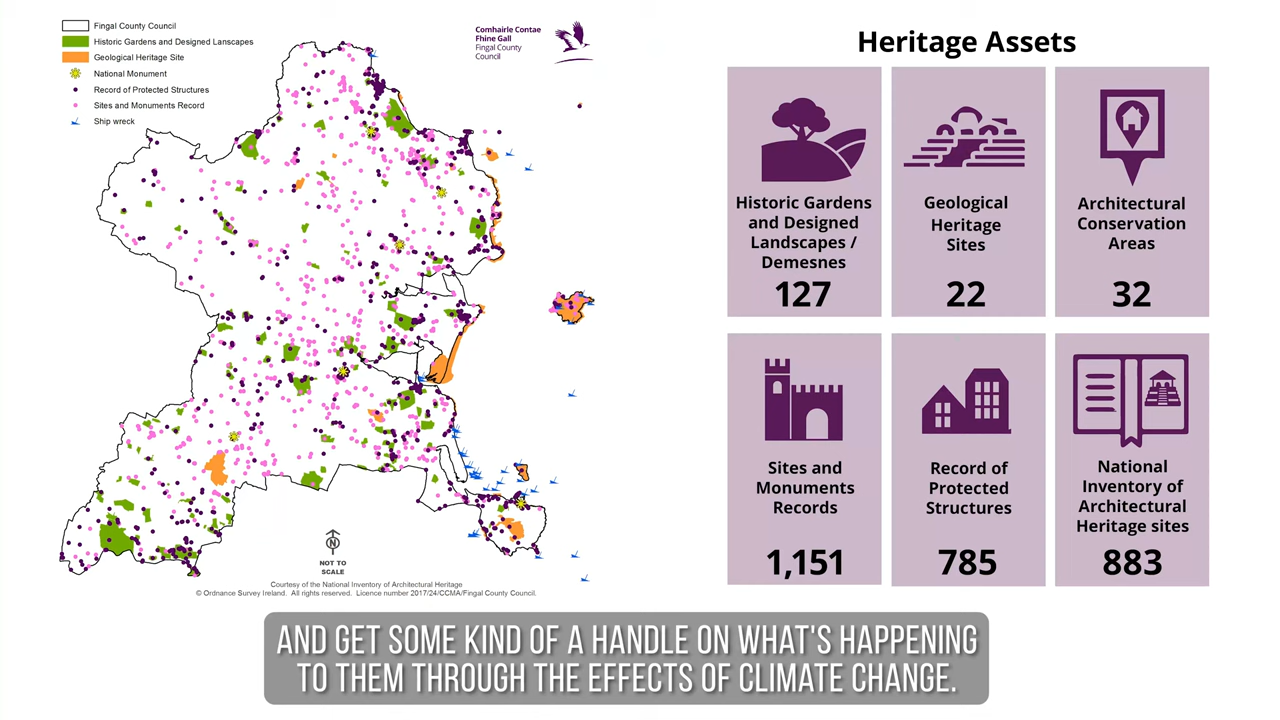 Fingal County Council
Historic Gardens and Designed Lanscapes
Geological Heritage Site
National Monument
Record of Protected Structures
Sites and Monuments Record
Ship wreck
Comhairle Contae
Fhine Gall
Fingal County
Council
N
NOT TO
SCALE
Courtesy of the National Inventory of Architectural Heritage
© Ordnance Survey Ireland. All rights reserved. Licence number 2017/24/CCMA/Fingal County Council.
Heritage Assets
Historic Gardens
and Designed
Landscapes /
Demesnes
127
Geological
Heritage
Sites
22
Architectural
Conservation
Areas
32
Sites and
Monuments
Records
1,151
Record of
Protected
Structures
785
National
Inventory of
Architectural
Heritage sites
883
AND GET SOME KIND OF A HANDLE ON WHAT'S HAPPENING
TO THEM THROUGH THE EFFECTS OF CLIMATE CHANGE.